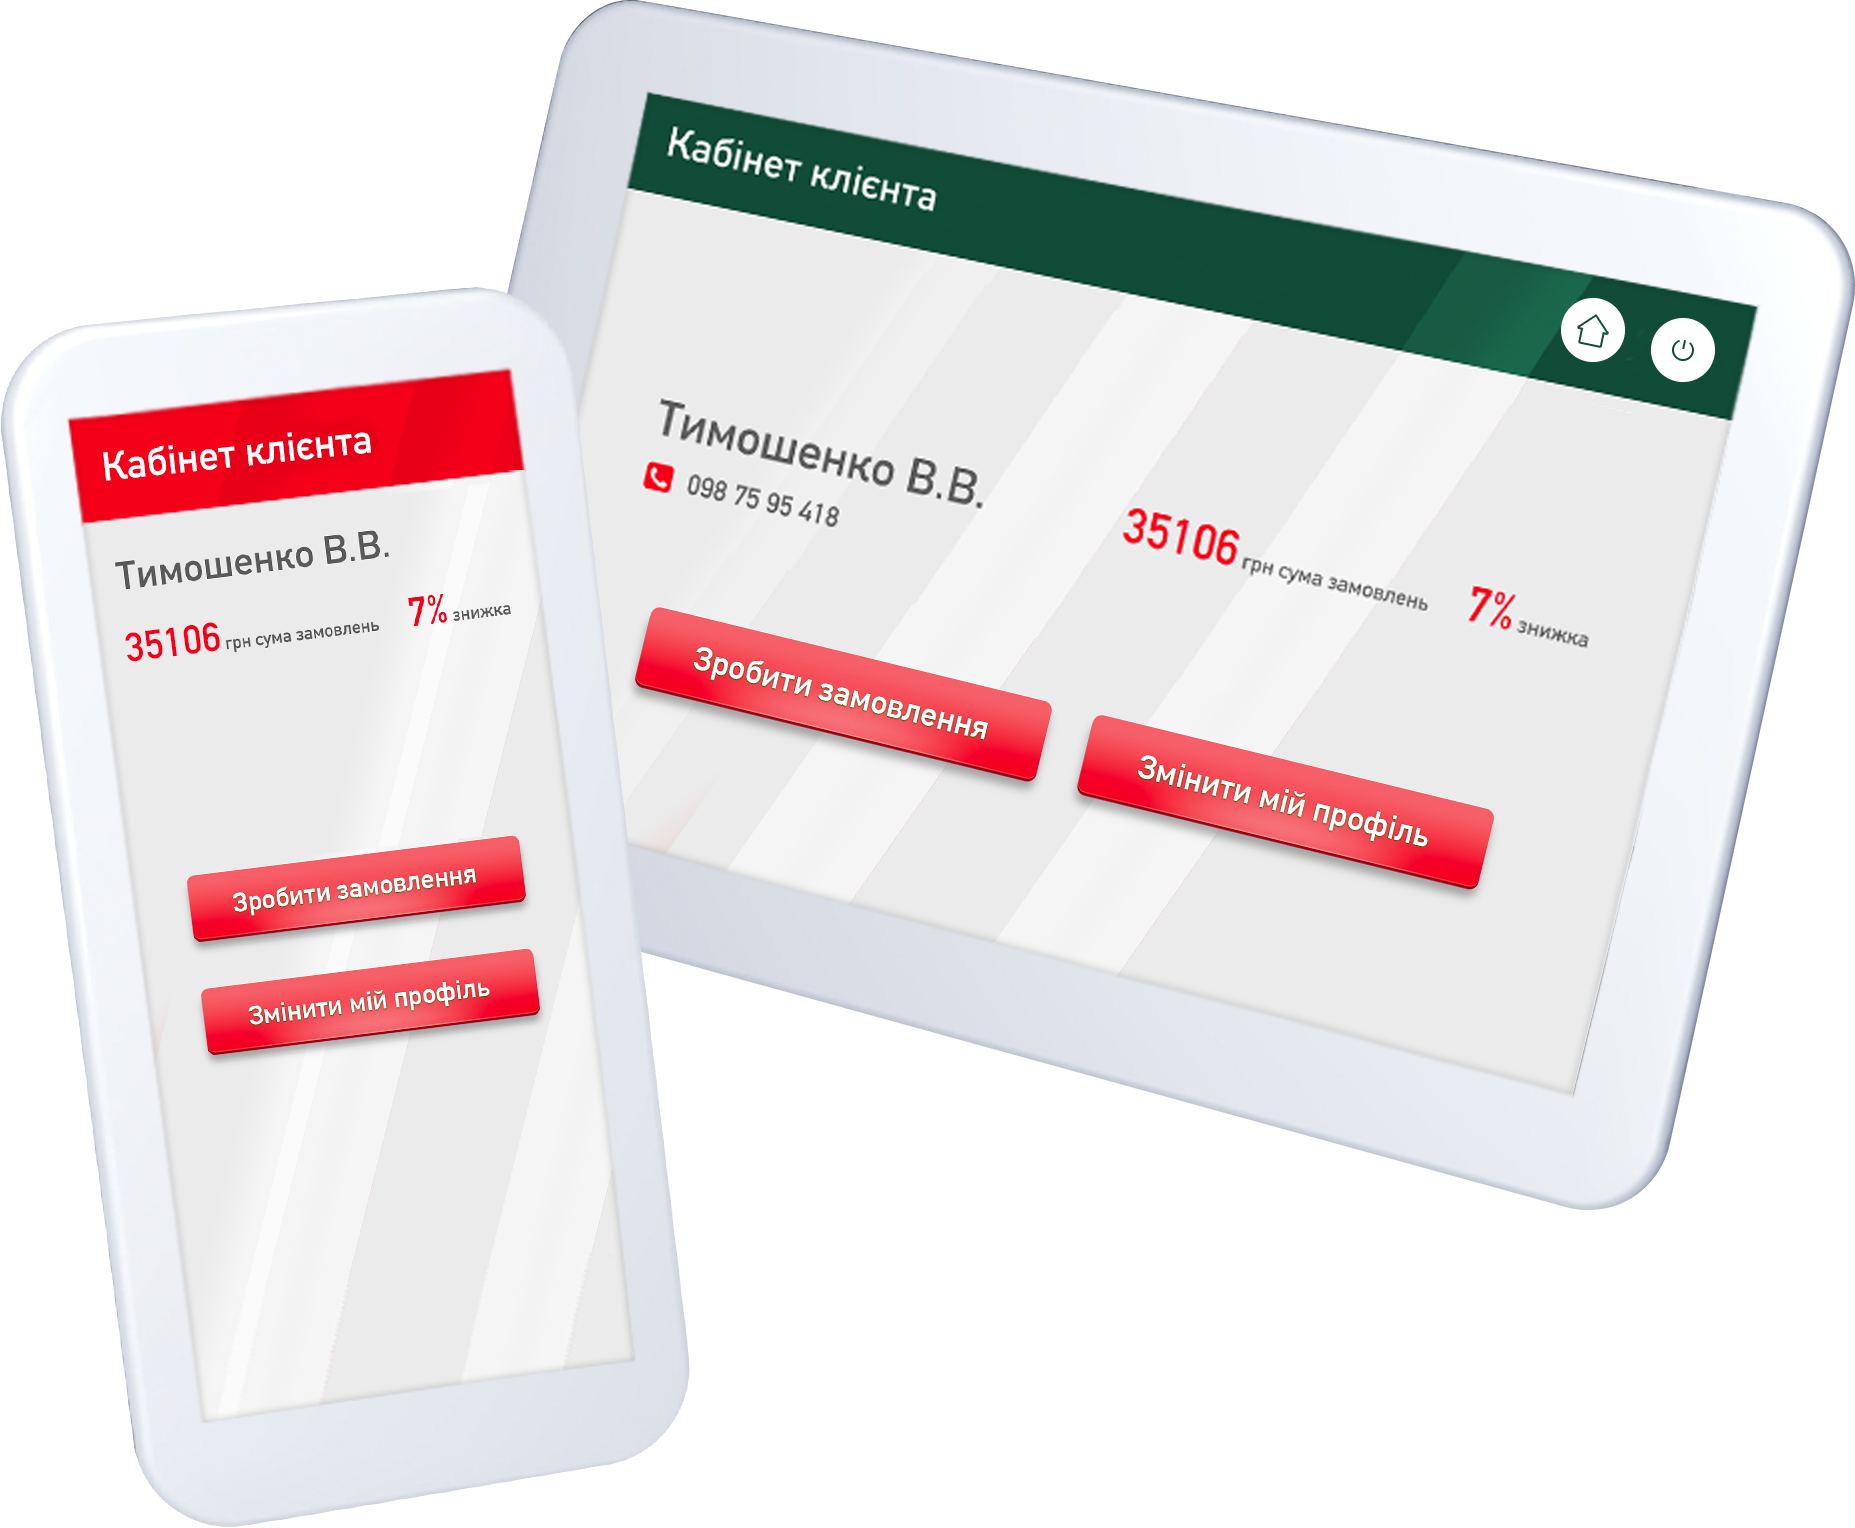 Кабінет клієнта
Тимошенко В.В.
35106 грн сума замовлень 7% знижка
Зробити замовлення
Змінити мій профіль
Кабінет клієнта
Тимошенко В.В.
098 75 95 418
35106 грн сума замовлень 7% знижка
Зробити замовлення
Змінити мій профіль